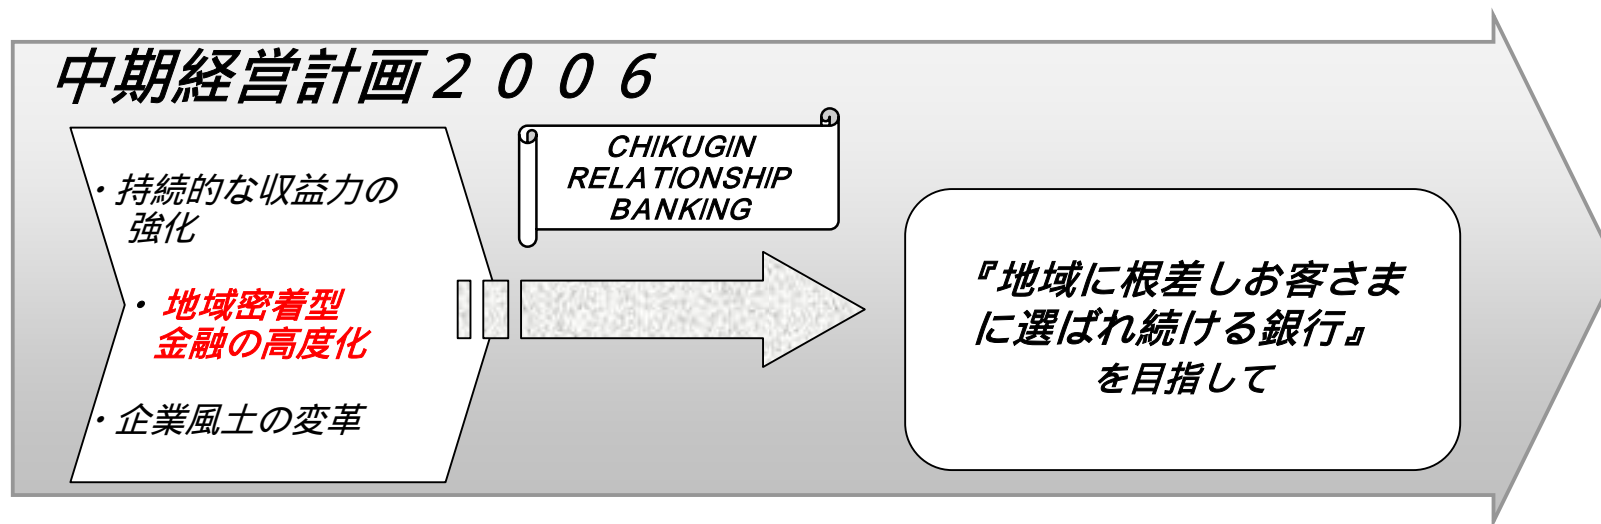 中期経営計画２００６
CHIKUGIN
RELATIONSHIP
BANKING
・持続的な収益力の
強化
・地域密着型
金融の高度化
・企業風土の変革
『地域に根差しお客さま
に選ばれ続ける銀行』
を目指して